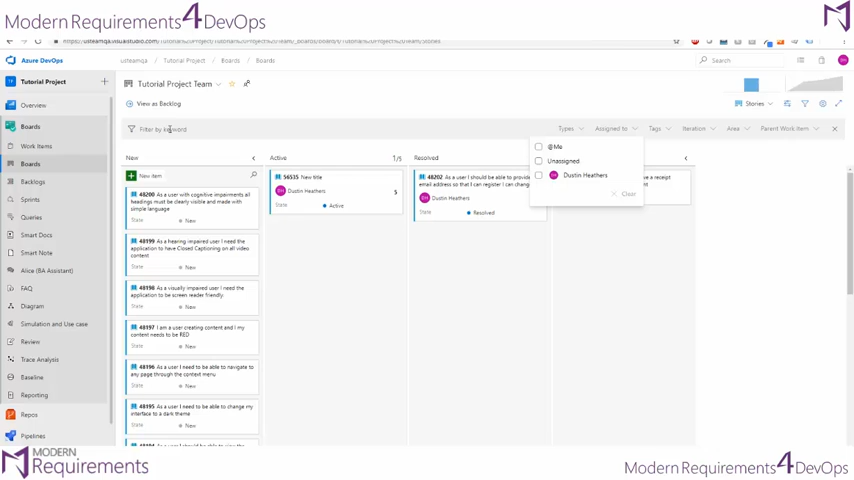 Modern Requirements4DevOps
Azure DevOps
usteamqa / Tutorial Project / Boards / Boards
Search
Tutorial Project
Tutorial Project Team
Overview
View as Backlog
Stories
Boards
Filter by keyword
Types
Assigned to
Tags
Iteration
Area
Parent Work Item
Work Items
@Me
Boards
New
Active
1/5
Resolved
Unassigned
New item
56535 New title
Dustin Heathers
5
State
Active
48202 As a user I should be able to provide
email address so that I can register I can change
Dustin Heathers
State
Resolved
Dustin Heathers
Clear
have a receipt
Backlogs
Sprints
Queries
Smart Docs
Smart Note
Alice (BA Assistant)
FAQ
Diagram
Simulation and Use case
Review
Trace Analysis
Baseline
Reporting
Repos
Pipelines
48200 As a user with cognitive impairments all
headings must be clearly visible and made with
simple language
State
New
48199 As a hearing impaired user I need the
application to have Closed Captioning on all video
content
State
New
48198 As a visually impaired user I need the
application to be screen reader friendly
State
New
48197 I am a user creating content and I my
content needs to be RED
State
New
48196 As a user I need to be able to navigate to
any page through the context menu
State
New
48195 As a user I need to be able to change my
interface to a dark theme
State
New
MODERN
Requirements
Modern Requirements4DevOps